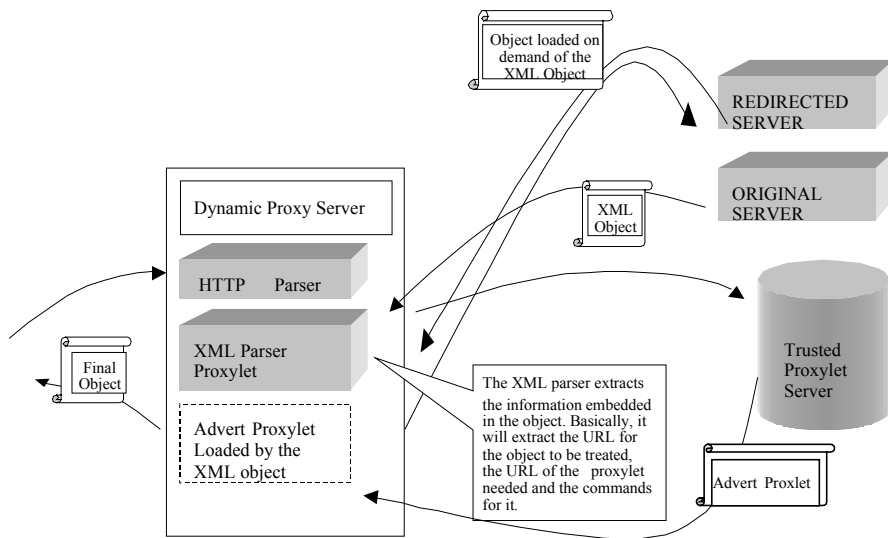 Object loaded on
demand of the
XML Object
REDIRECTED
SERVER
ORIGINAL
SERVER
XML
Object
Dynamic Proxy Server
HTTP Parser
XML Parser
Proxylet
Final
Object
Advert Proxylet
Loaded by the
XML object
The XML parser extracts
the information embedded
in the object. Basically, it
will extract the URL for
the object to be treated,
the URL of the proxylet
needed and the commands
for it.
Trusted
Proxylet
Server
Advert Proxlet